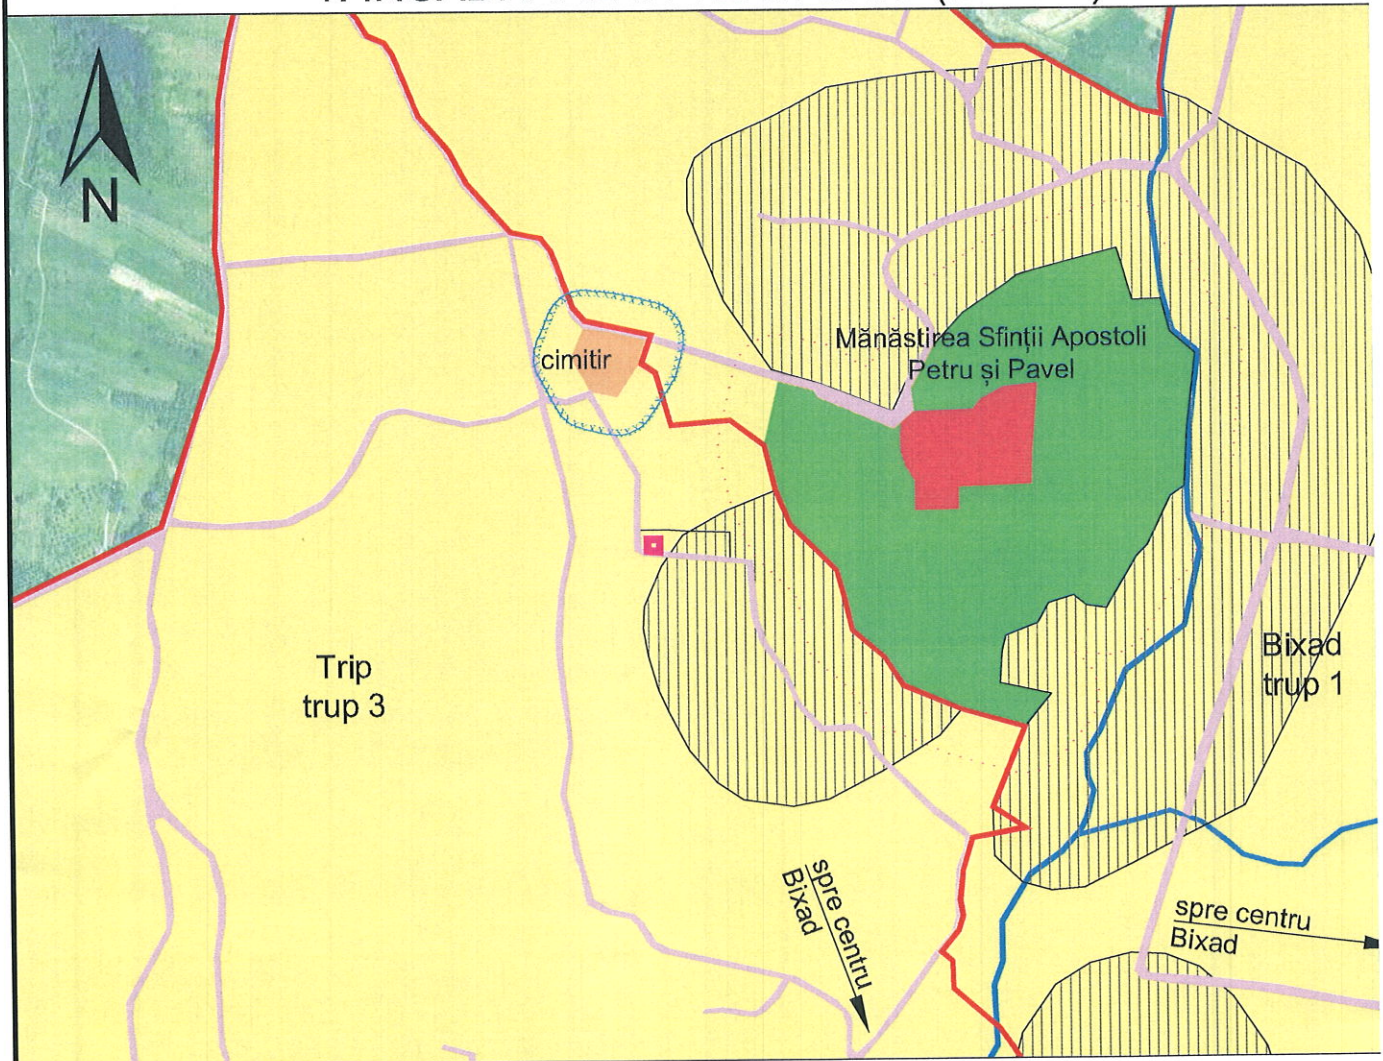 N
Mănăstirea Sfinții Apostoli
Petru și Pavel
cimitir
Trip
trup 3
Bixad
trup 1
spre centru
Bixad
spre centru
Bixad